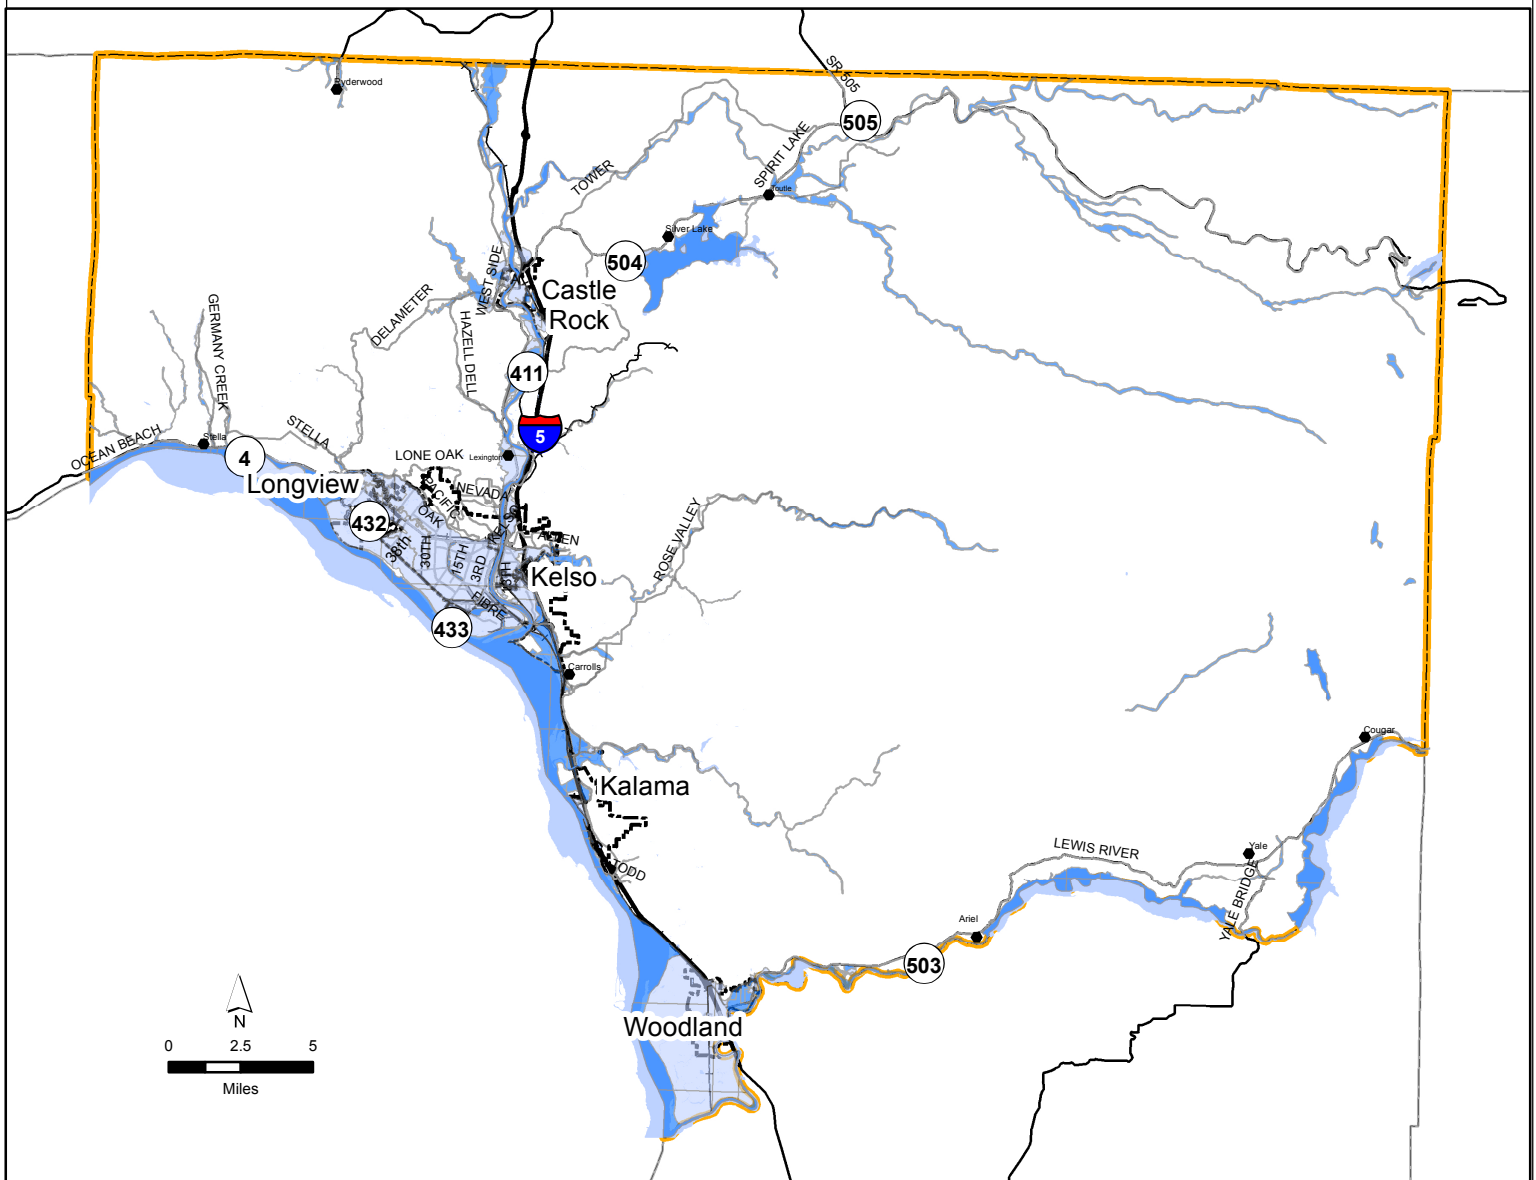 Ryderwood
SR 505
505
SPIRIT LAKE
TOWER
Toutle
Silver Lake
504
WEST SIDE
Castle
Rock
DELAMETER
HAZELL DELL
GERMANY CREEK
411
5
OCEAN BEACH
Stella
STELLA
4
LONE OAK
Lexington
Longview
NEVADA
PACIFIC
OAK
432
KELSO
ALLEN
38th
30TH
15TH
3RD
13TH
Kelso
ROSE VALLEY
FIBRE
433
Carrolls
Cougar
Kalama
TODD
LEWIS RIVER
Yale
YALE BRIDGE
Ariel
503
Woodland
N
0 2.5 5
Miles